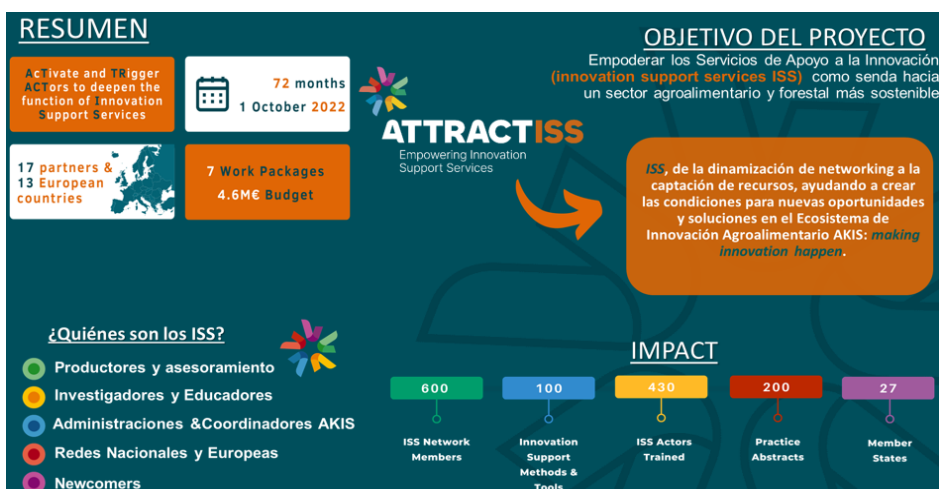 RESUMEN
AcTivate and TRigger
ACTors to deepen the
function of Innovation
Support Services
72 months
1 October 2022
17 partners &
13 European
countries
7 Work Packages
4.6M€ Budget
ATTRACTISS
Empowering Innovation
Support Services
OBJETIVO DEL PROYECTO
Empoderar los Servicios de Apoyo a la Innovación
(innovation support services ISS) como senda hacia
un sector agroalimentario y forestal más sostenible
ISS, de la dinamización de networking a la
captación de recursos, ayudando a crear
las condiciones para nuevas oportunidades
y soluciones en el Ecosistema de
Innovación Agroalimentario AKIS: making
innovation happen.
¿Quiénes son los ISS?
Productores y asesoramiento
Investigadores y Educadores
Administraciones &Coordinadores AKIS
Redes Nacionales y Europeas
Newcomers
IMPACT
600
ISS Network
Members
100
Innovation
Support
Methods &
Tools
430
ISS Actors
Trained
200
Practice
Abstracts
27
Member
States